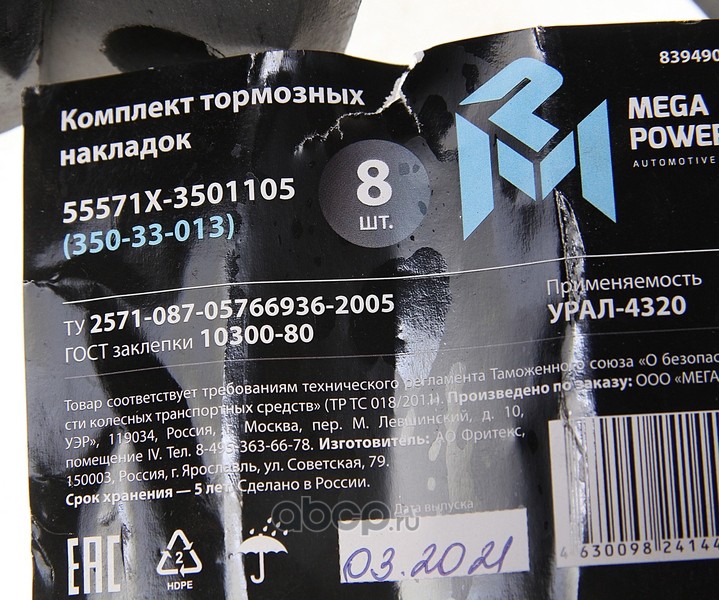 839490
Комплект тормозных
накладок
MEGA
POWER
AUTOMOTIVE
8
шт.
55571X-3501105
(350-33-013)
Применяемость
УРАЛ-4320
ТУ 2571-087-05766936-2005
ГОСТ заклепки 10300-80
Товар соответствует требованиям технического регламента Таможенного союза «О безопас
сти колесных транспортных средств» (ТР ТС 018/2011). Произведено по заказу: ООО «МЕГА
УЭР», 119034, Россия, г. Москва, пер. М. Левшинский, д. 10,
помещение IV. Тел. 8-495-363-66-78. Изготовитель: АО Фритекс,
150003, Россия, г. Ярославль, ул. Советская, 79.
Срок хранения — 5 лет. Сделано в России.
Дата выпуска
abcp.ru
EAC
2
HDPE
03.2021
4 630098 24144